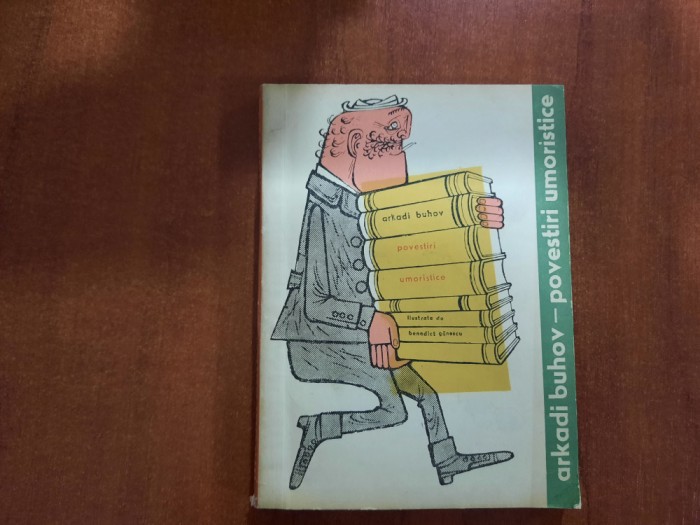 arkadi buhov
povestiri
umoristice
ilustrate de
benedict gănescu
arkadi buhov – povestiri umoristice